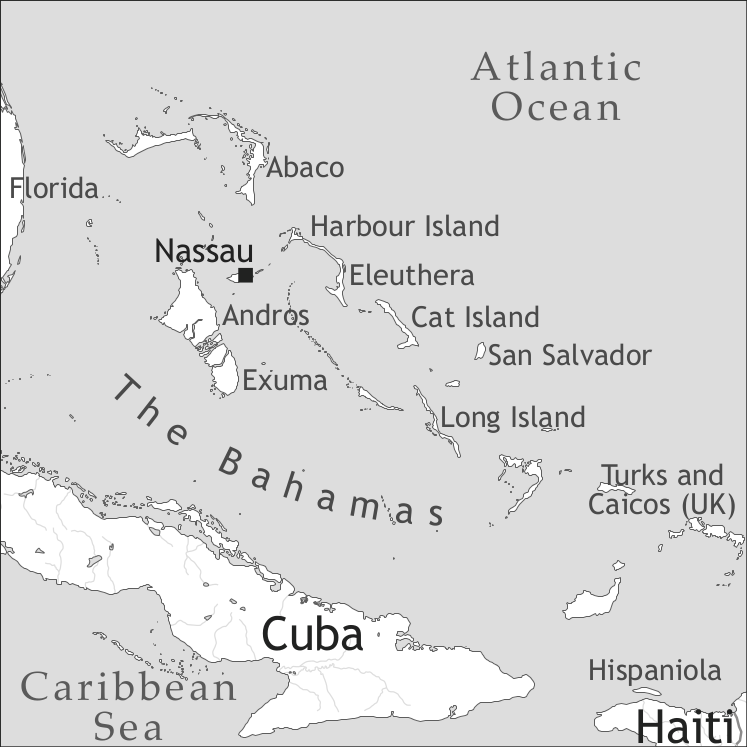 Atlantic
Ocean
Abaco
Florida
Harbour Island
Nassau
Eleuthera
Andros
Cat Island
San Salvador
Exuma
Long Island
The Bahamas
Turks and
Caicos (UK)
Cuba
Hispaniola
Caribbean
Sea
Haiti